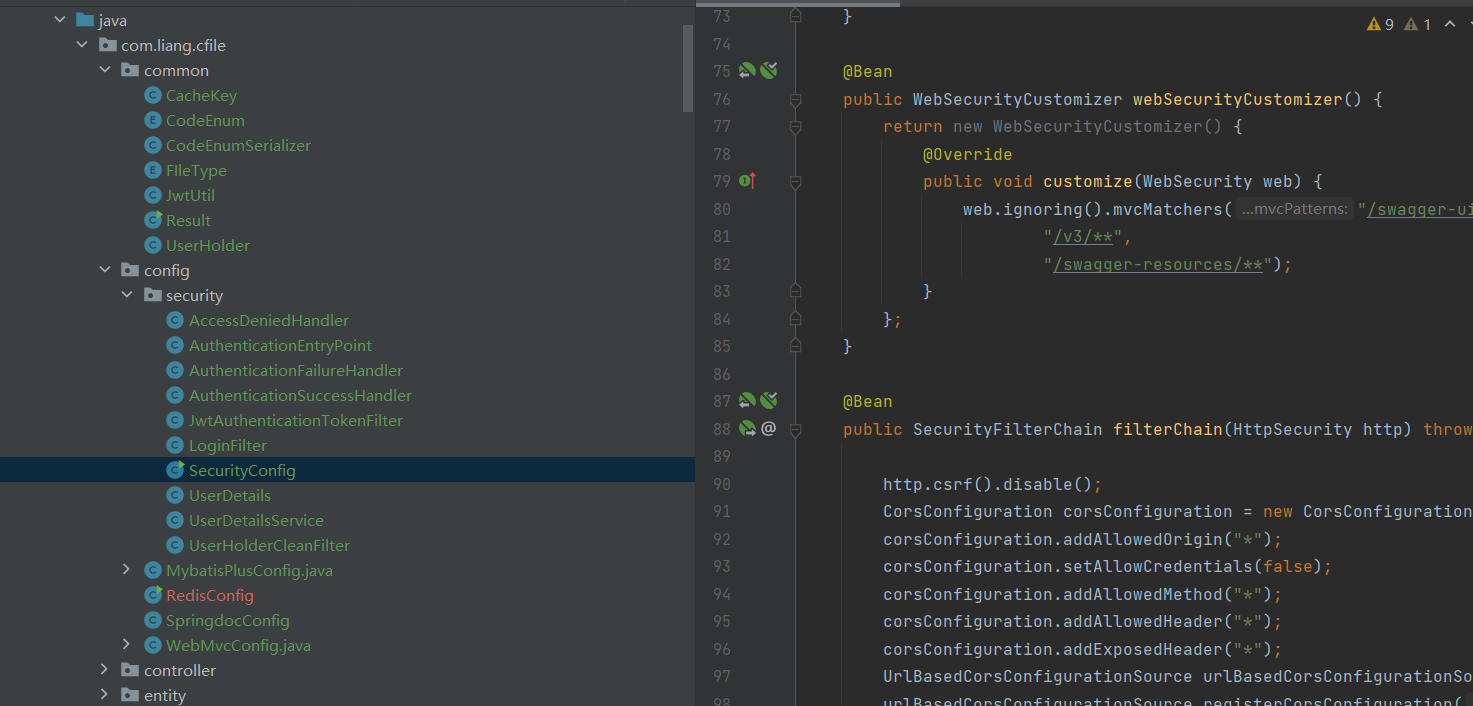 java
com.liang.cfile
common
CacheKey
CodeEnum
CodeEnumSerializer
FIleType
JwtUtil
Result
UserHolder
config
security
AccessDeniedHandler
AuthenticationEntryPoint
AuthenticationFailureHandler
AuthenticationSuccessHandler
JwtAuthenticationTokenFilter
LoginFilter
SecurityConfig
UserDetails
UserDetailsService
UserHolderCleanFilter
MybatisPlusConfig.java
RedisConfig
SpringdocConfig
WebMvcConfig.java
controller
entity
9 1
73 }
74
75 @Bean
76 public WebSecurityCustomizer webSecurityCustomizer() {
77 return new WebSecurityCustomizer() {
78 @Override
79 public void customize(WebSecurity web) {
80 web.ignoring().mvcMatchers( ...mvcPatterns: "/swagger-ui
81 "/v3/**",
82 "/swagger-resources/**");
83 }
84 };
85 }
86
87 @Bean
88 @ public SecurityFilterChain filterChain(HttpSecurity http) throw
89
90 http.csrf().disable();
91 CorsConfiguration corsConfiguration = new CorsConfiguration
92 corsConfiguration.addAllowedOrigin("*");
93 corsConfiguration.setAllowCredentials(false);
94 corsConfiguration.addAllowedMethod("*");
95 corsConfiguration.addAllowedHeader("*");
96 corsConfiguration.addExposedHeader("*");
97 UrlBasedCorsConfigurationSource urlBasedCorsConfigurationSo
98 urlBasedCorsConfigurationSource.registerCorsConfiguration(